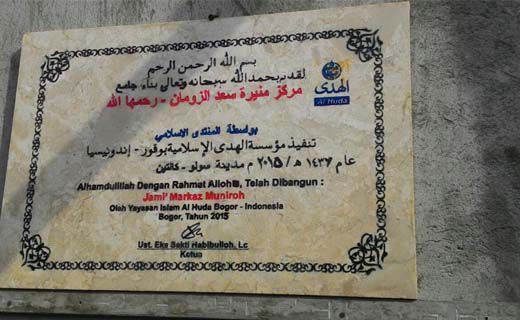 بسم الله الرحمن الرحيم
لقد تم بحمد الله سبحانه وتعالى بناء جامع
مركز منيرة سعد الزومان - رحمها الله
الهدى
Al Huda
بواسطة المنتدى الإسلامي
تنفيذ مؤسسة الهدى الإسلامية بوقور - إندونيسيا
عام ١٤٣٧ هـ / ٢٠١٥ م مدينة صولو - كلاتين
Alhamdulillah Dengan Rahmat Alloh, Telah Dibangun :
Jami' Markaz Muniroh
Oleh Yayasan Islam Al Huda Bogor - Indonesia
Bogor, Tahun 2015
Ust. Eka Sakti Habibulloh, Lc
Ketua